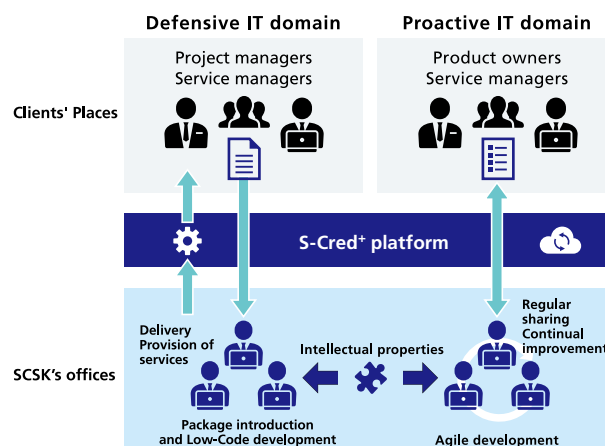 Defensive IT domain
Proactive IT domain
Project managers
Service managers
Product owners
Service managers
Clients' Places
S-Cred+ platform
Delivery
Provision of
services
Regular
sharing
Continual
improvement
Intellectual properties
SCSK's offices
Package introduction
and Low-Code development
Agile development